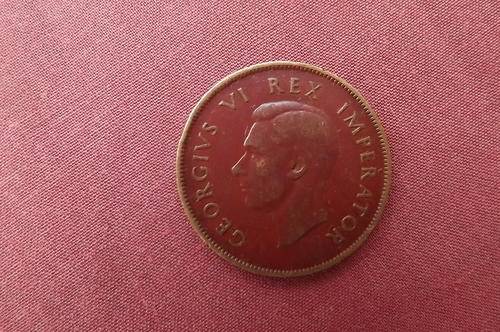 GEORGIVS VI REX IMPERATOR